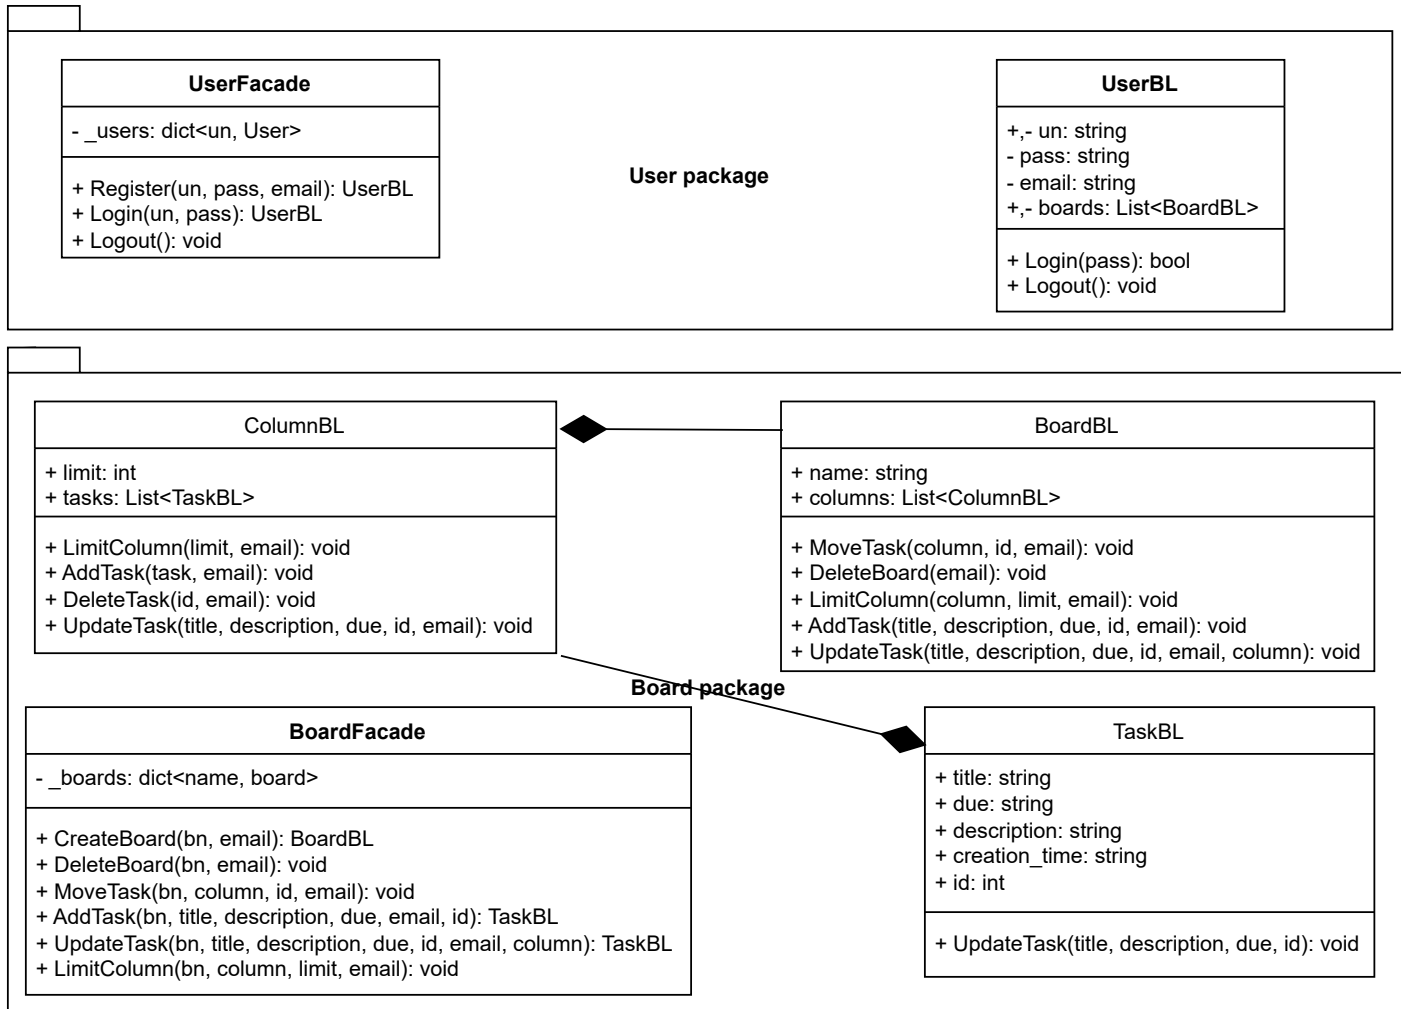 UserFacade
- _users: dict<un, User>
+ Register(un, pass, email): UserBL
+ Login(un, pass): UserBL
+ Logout(): void
User package
UserBL
+,- un: string
- pass: string
- email: string
+,- boards: List<BoardBL>
+ Login(pass): bool
+ Logout(): void
ColumnBL
+ limit: int
+ tasks: List<TaskBL>
+ LimitColumn(limit, email): void
+ AddTask(task, email): void
+ DeleteTask(id, email): void
+ UpdateTask(title, description, due, id, email): void
BoardBL
+ name: string
+ columns: List<ColumnBL>
+ MoveTask(column, id, email): void
+ DeleteBoard(email): void
+ LimitColumn(column, limit, email): void
+ AddTask(title, description, due, id, email): void
+ UpdateTask(title, description, due, id, email, column): void
Board package
BoardFacade
- _boards: dict<name, board>
+ CreateBoard(bn, email): BoardBL
+ DeleteBoard(bn, email): void
+ MoveTask(bn, column, id, email): void
+ AddTask(bn, title, description, due, email, id): TaskBL
+ UpdateTask(bn, title, description, due, id, email, column): TaskBL
+ LimitColumn(bn, column, limit, email): void
TaskBL
+ title: string
+ due: string
+ description: string
+ creation_time: string
+ id: int
+ UpdateTask(title, description, due, id): void